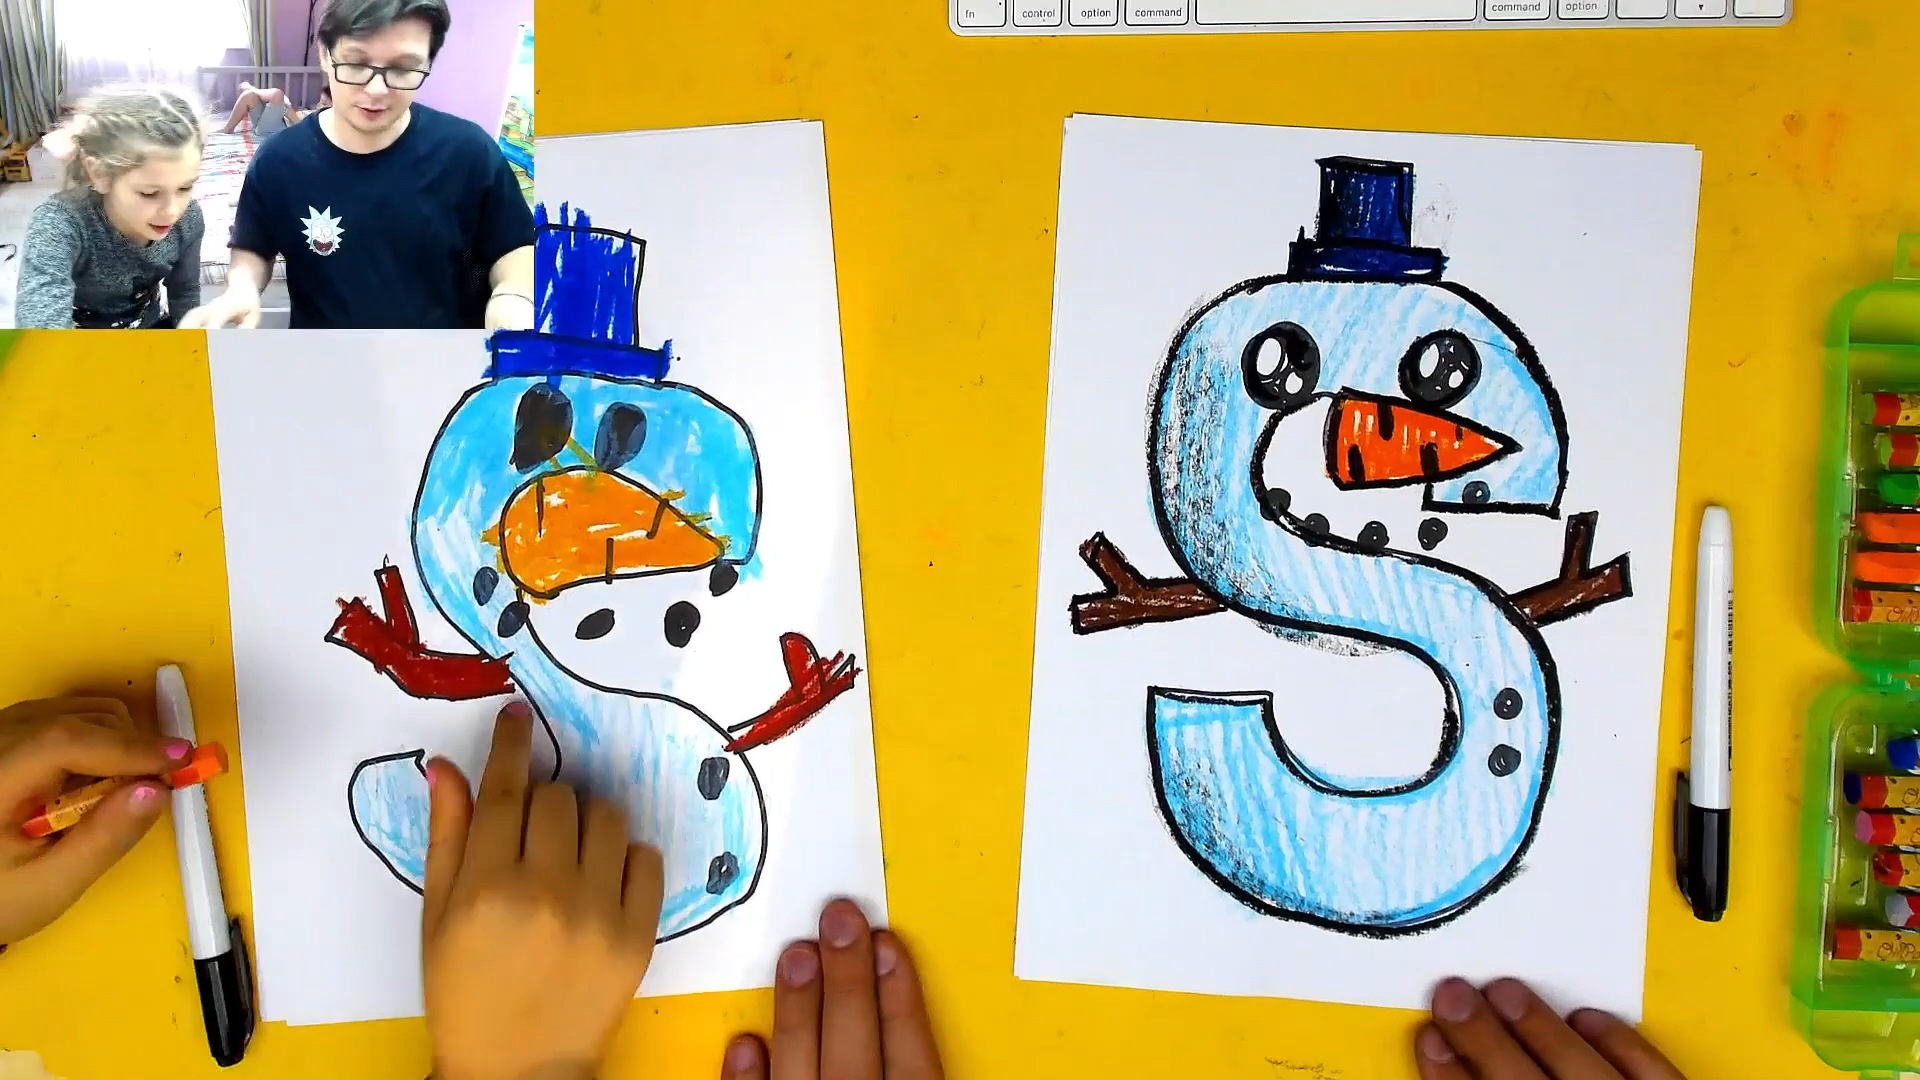 fn
control
option
command
command
option
S